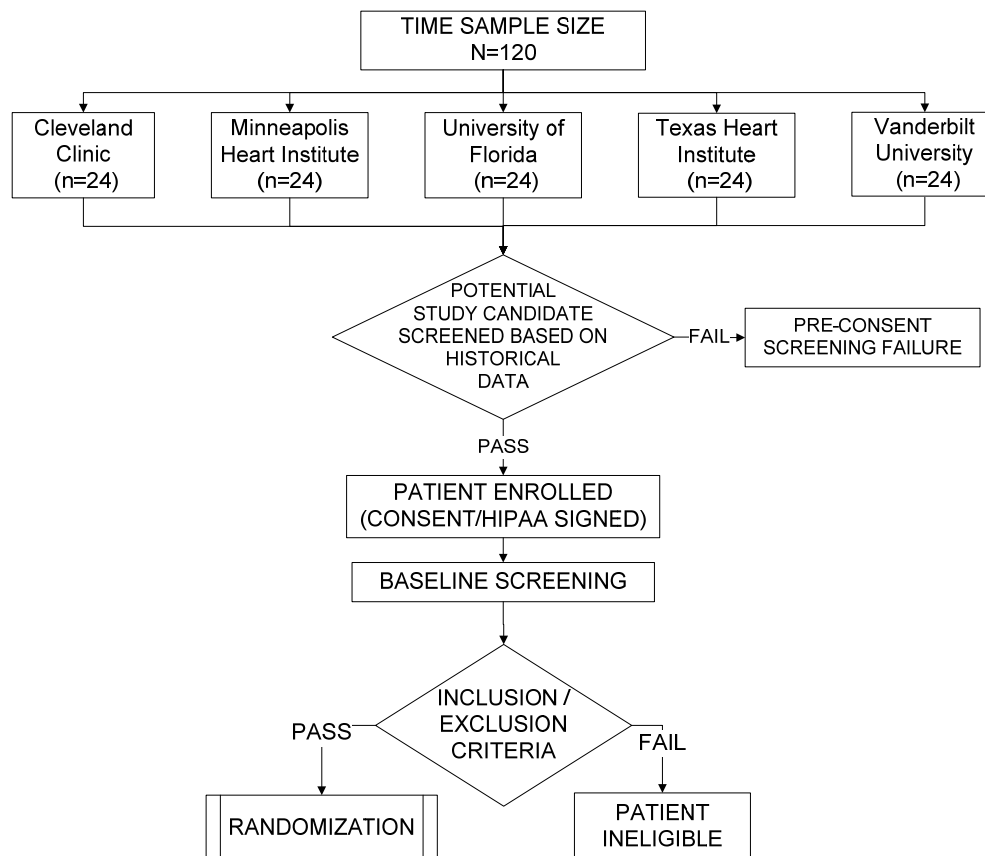 TIME SAMPLE SIZE
N=120
Cleveland
Clinic
(n=24)
Minneapolis
Heart Institute
(n=24)
University of
Florida
(n=24)
Texas Heart
Institute
(n=24)
Vanderbilt
University
(n=24)
POTENTIAL
STUDY CANDIDATE
SCREENED BASED ON
HISTORICAL
DATA
FAIL
PRE-CONSENT
SCREENING FAILURE
PASS
PATIENT ENROLLED
(CONSENT/HIPAA SIGNED)
BASELINE SCREENING
INCLUSION /
EXCLUSION
CRITERIA
PASS
FAIL
RANDOMIZATION
PATIENT
INELIGIBLE